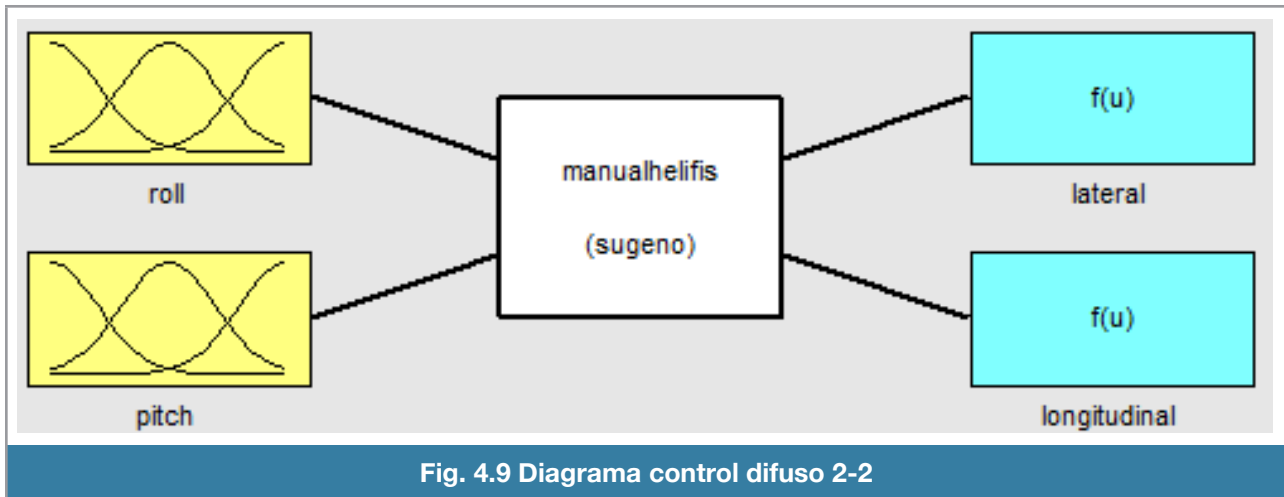 roll
pitch
manualhelifis
(sugeno)
f(u)
lateral
f(u)
longitudinal
Fig. 4.9 Diagrama control difuso 2-2